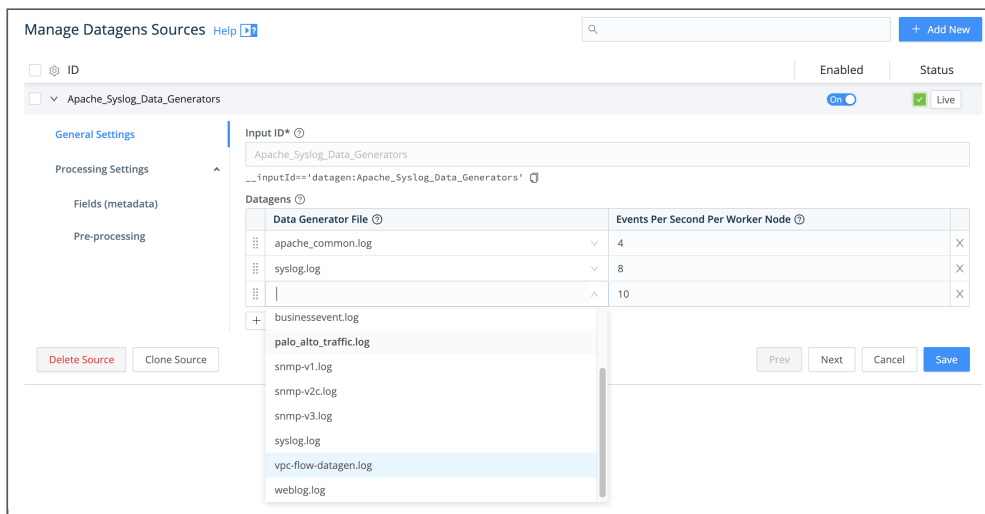 Manage Datagens Sources Help ?
+ Add New
ID Enabled Status
Apache_Syslog_Data_Generators On Live
General Settings
Processing Settings
Fields (metadata)
Pre-processing
Input ID* ?
Apache_Syslog_Data_Generators
__inputId=='datagen:Apache_Syslog_Data_Generators'
Datagens ?
Data Generator File ? Events Per Second Per Worker Node ?
apache_common.log 4 X
syslog.log 8 X
10 X
+
businessevent.log
palo_alto_traffic.log
snmp-v1.log
snmp-v2c.log
snmp-v3.log
syslog.log
vpc-flow-datagen.log
weblog.log
Delete Source Clone Source Prev Next Cancel Save